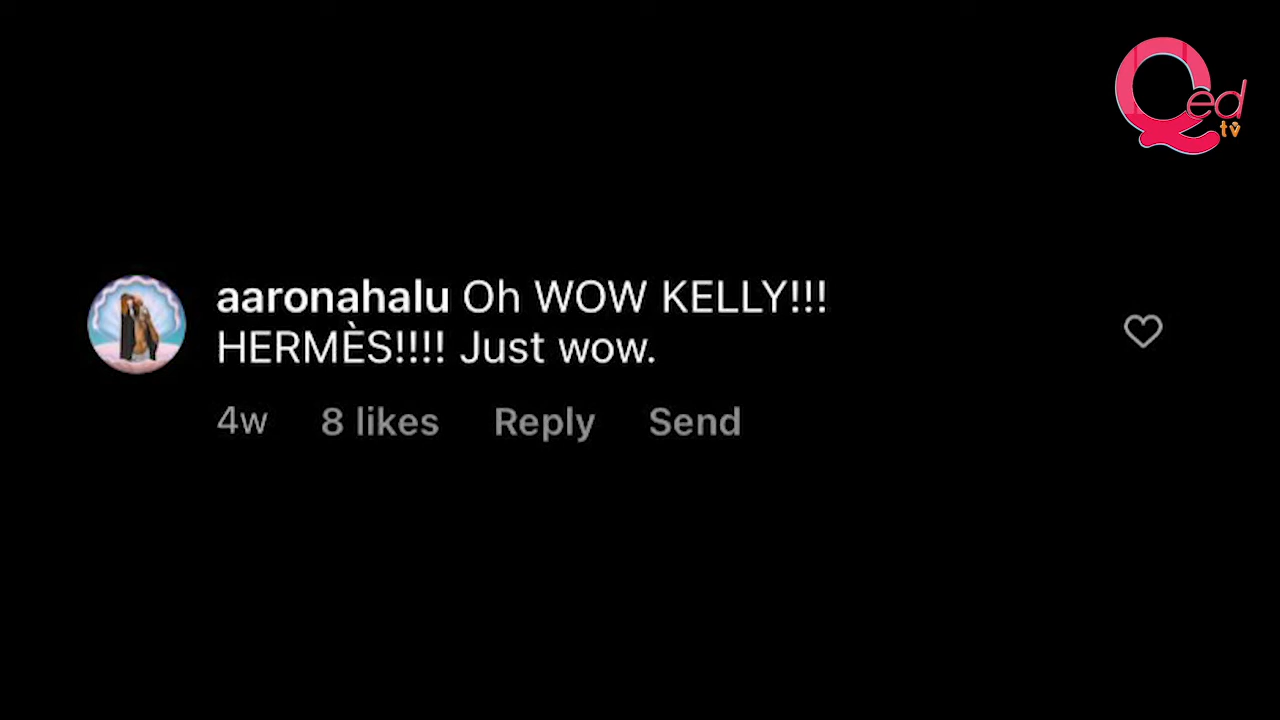 Qed
tv
aaronahalu Oh WOW KELLY!!!
HERMÈS!!!! Just wow.
4w 8 likes Reply Send